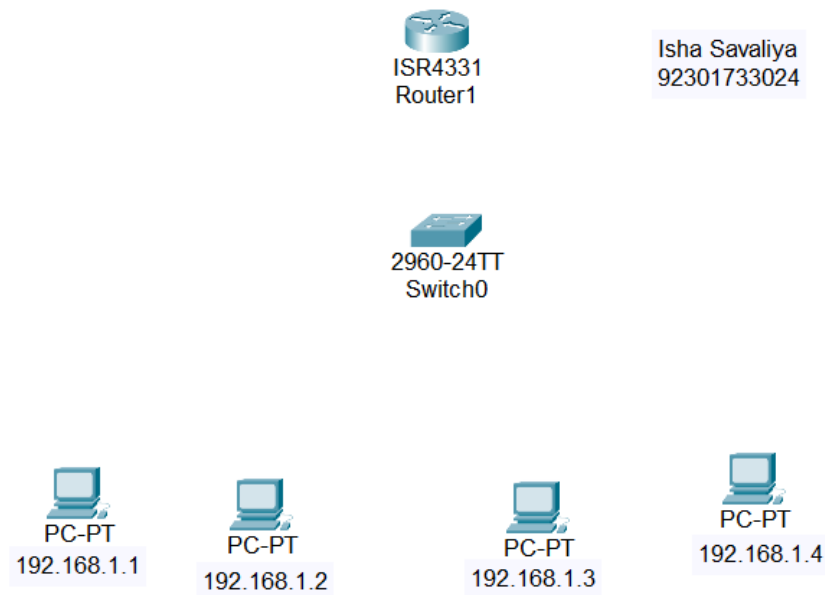 ISR4331
Router1
Isha Savaliya
92301733024
2960-24TT
Switch0
PC-PT
192.168.1.1
PC-PT
192.168.1.2
PC-PT
192.168.1.3
PC-PT
192.168.1.4